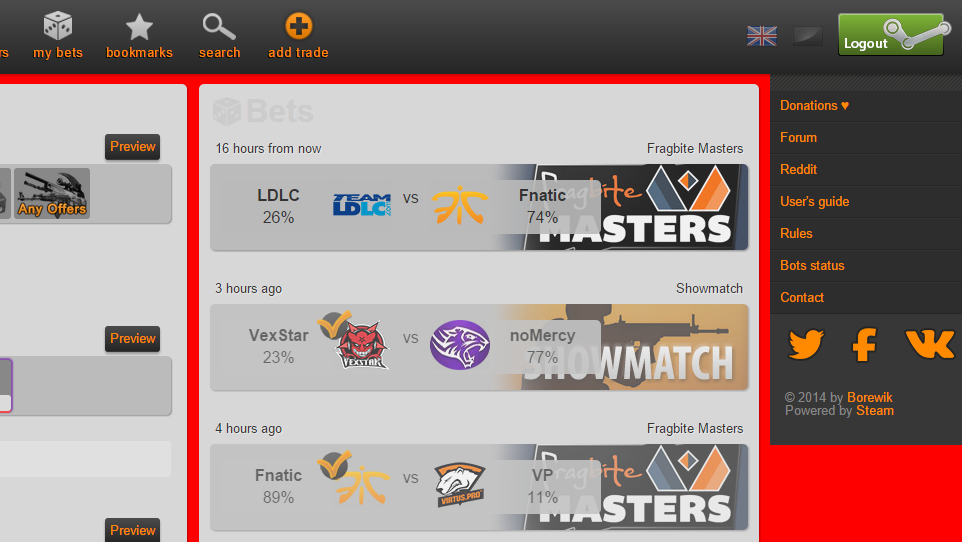 rs
my bets
bookmarks
search
add trade
Logout
Preview
Any Offers
Preview
Preview
Bets
16 hours from now
Fragbite Masters
LDLC
26%
TEAM
LDLC
.COM
vs
Fnatic
74%
Fragbite
MASTERS
3 hours ago
Showmatch
VexStar
23%
VEXSTAR
vs
noMercy
77%
SHOWMATCH
4 hours ago
Fragbite Masters
Fnatic
89%
vs
VIRTUS.PRO
VP
11%
Fragbite
MASTERS
Donations ♥
Forum
Reddit
User's guide
Rules
Bots status
Contact
© 2014 by Borewik
Powered by Steam